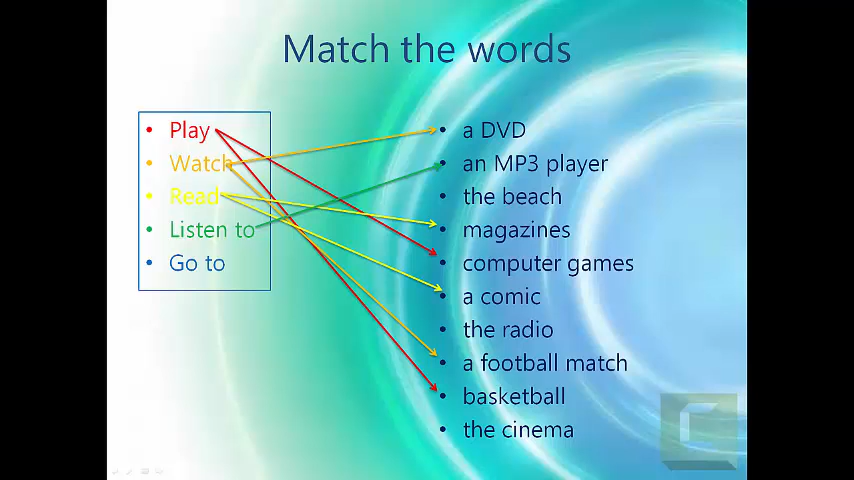 Match the words
• Play
• Watch
• Read
• Listen to
• Go to
• a DVD
• an MP3 player
• the beach
• magazines
• computer games
• a comic
• the radio
• a football match
• basketball
• the cinema